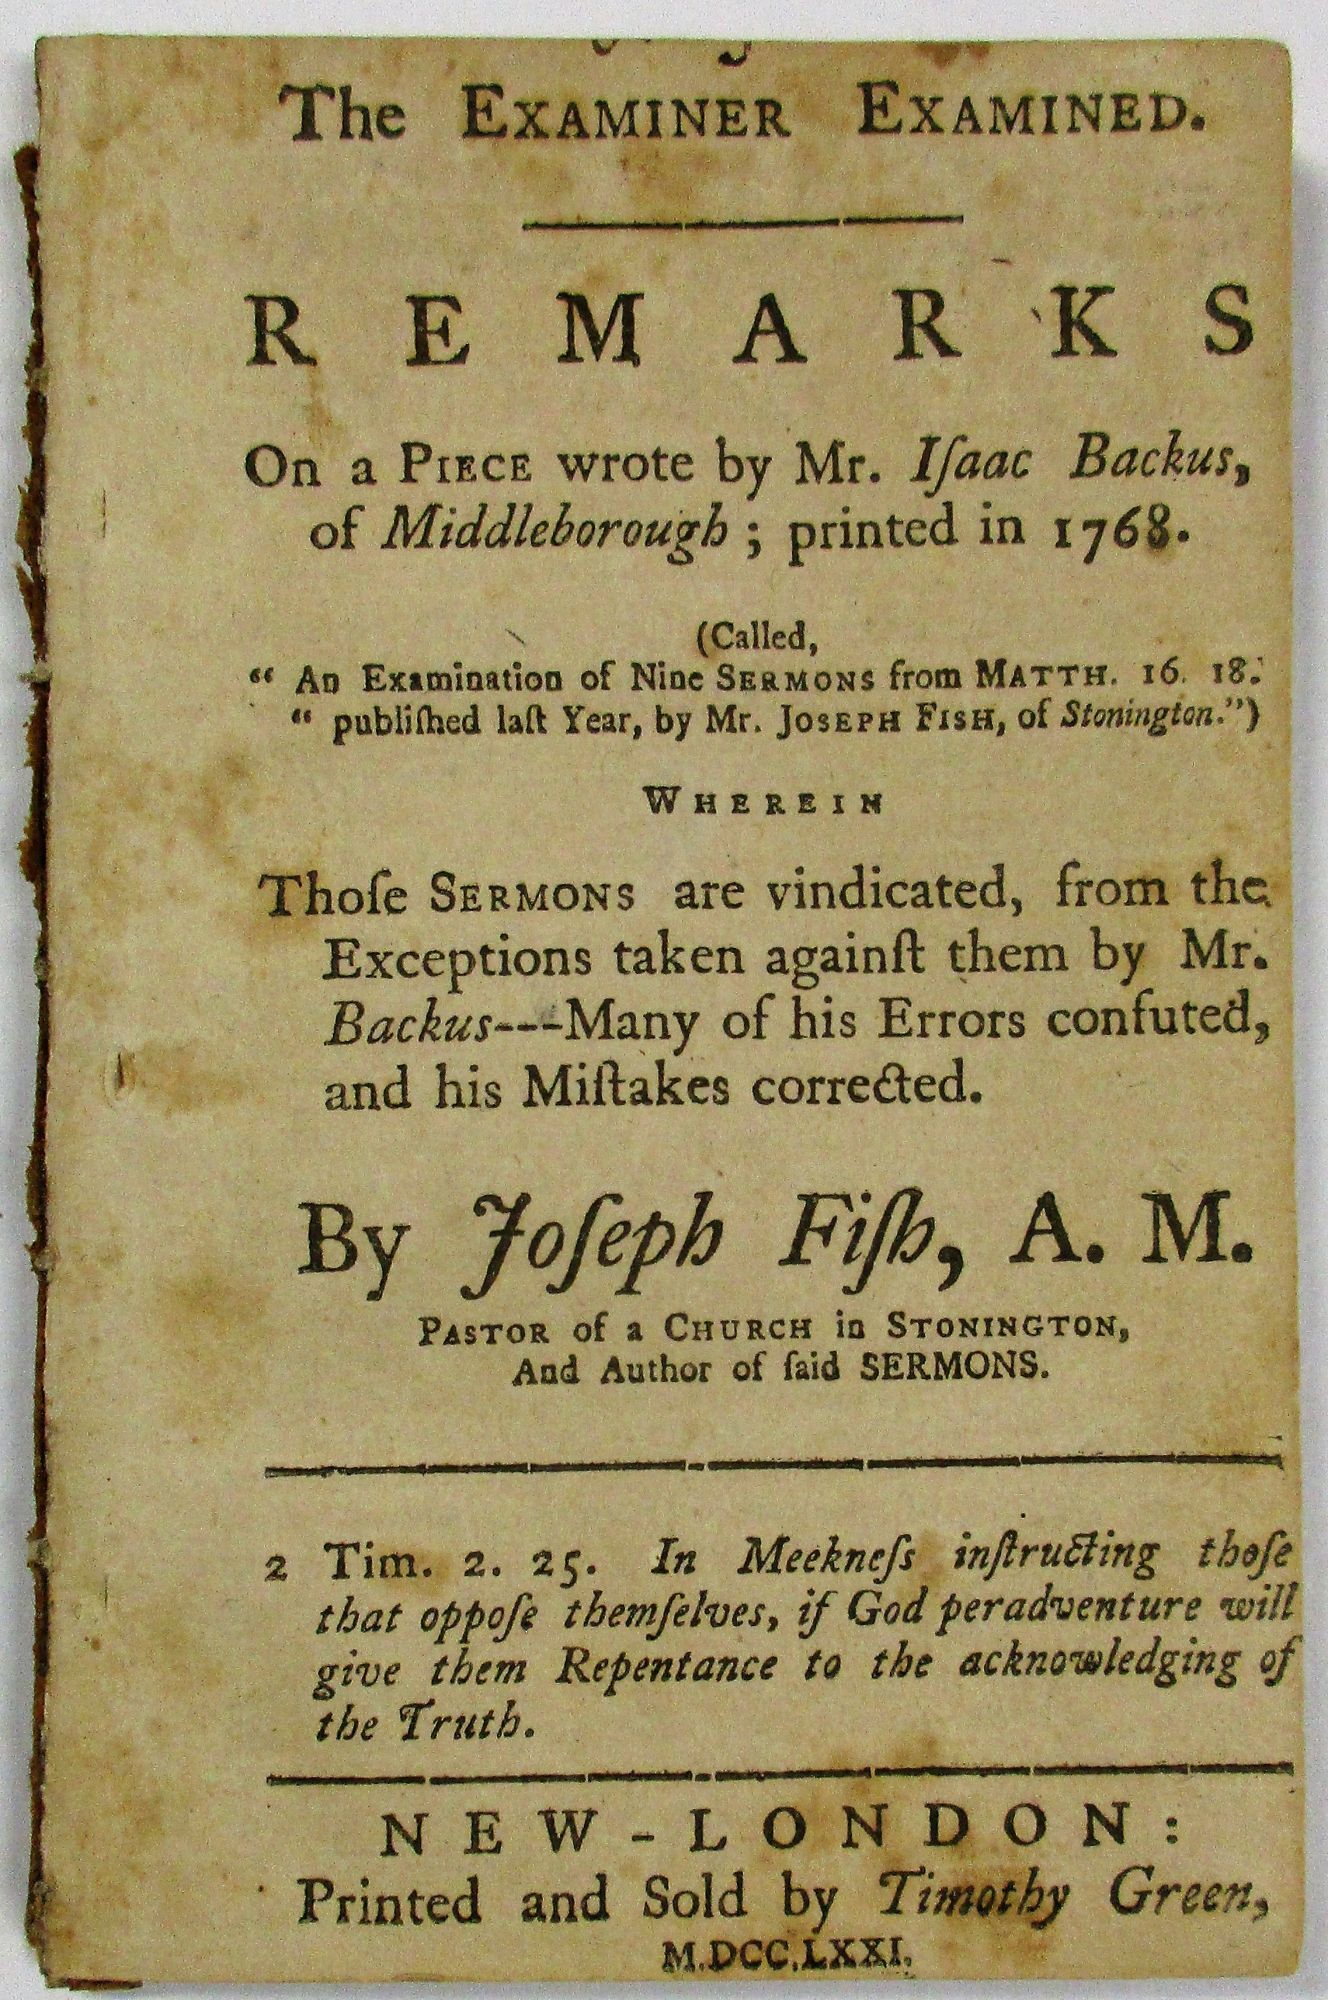 The EXAMINER EXAMINED.
REMARKS
On a PIECE wrote by Mr. Iſaac Backus,
of Middleborough; printed in 1768.
(Called,
“ An Examination of Nine SERMONS from MATTH. 16. 18.
“ publiſhed laſt Year, by Mr. JOSEPH FISH, of Stonington.”)
WHEREIN
Thoſe SERMONS are vindicated, from the
Exceptions taken againſt them by Mr.
Backus---Many of his Errors confuted,
and his Miſtakes corrected.
By Joſeph Fiſh, A. M.
PASTOR of a CHURCH in STONINGTON,
And Author of ſaid SERMONS.
2 Tim. 2. 25. In Meekneſs inſtructing thoſe
that oppoſe themſelves, if God peradventure will
give them Repentance to the acknowledging of
the Truth.
NEW-LONDON:
Printed and Sold by Timothy Green,
M.DCC.LXXI.